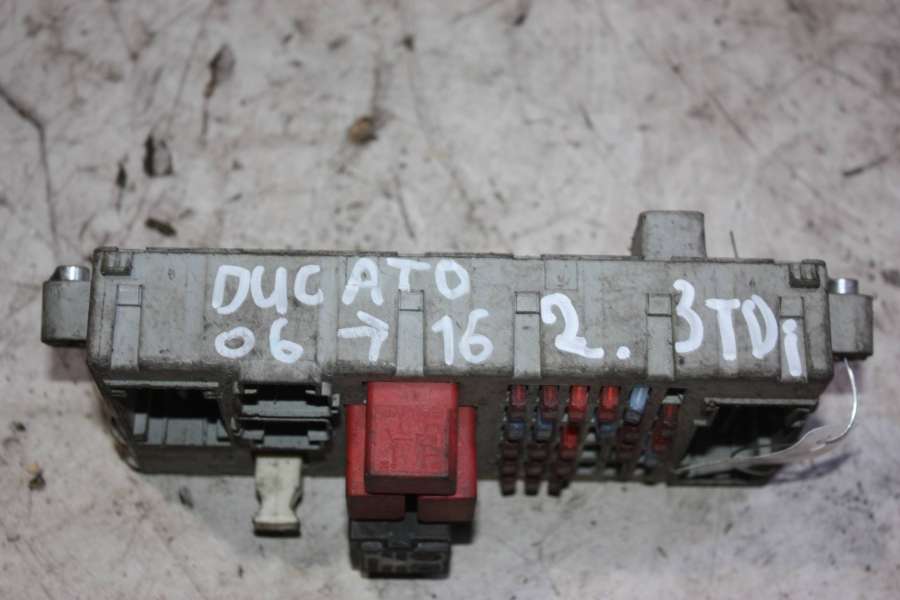 DUCATO
06 → 16 2. 3TDi